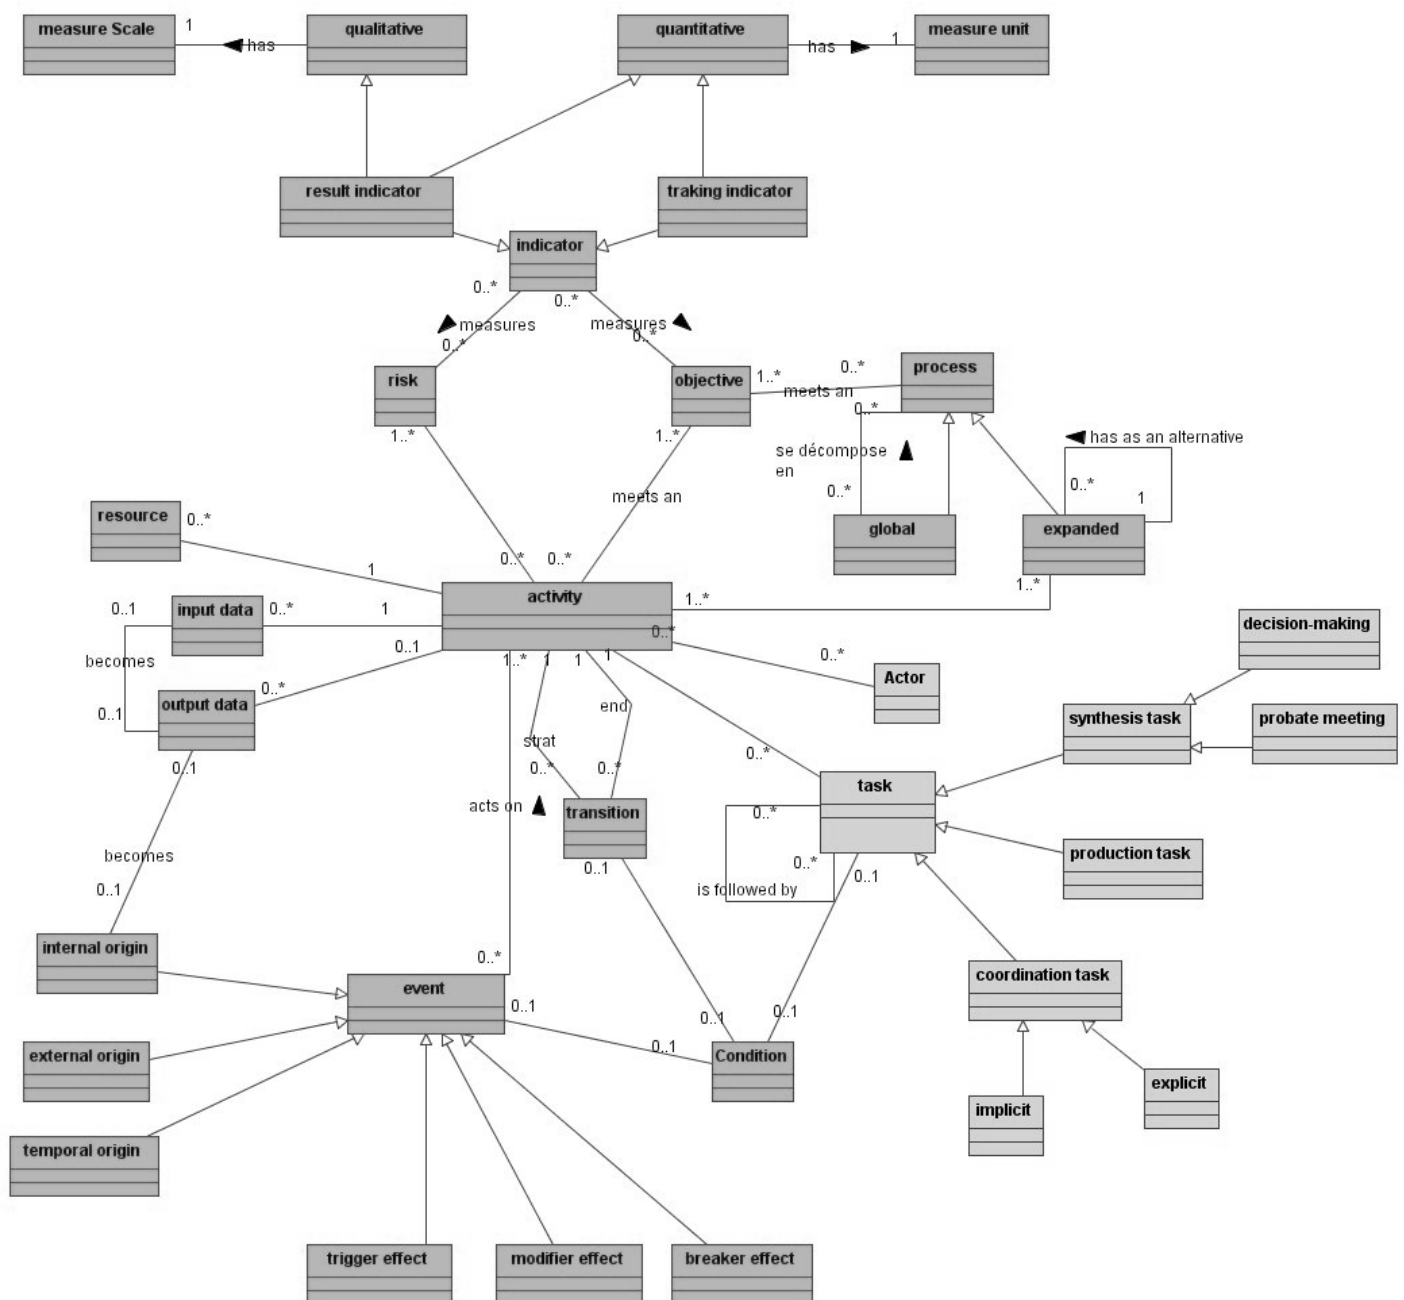 measure Scale
1
has
qualitative
quantitative
has
1
measure unit
result indicator
traking indicator
indicator
0..*
0..*
measures
measures
0..*
0..*
risk
objective
1..*
0..*
process
meets an
0..*
1..*
1..*
se décompose
en
has as an alternative
0..*
0..*
1
meets an
resource
0..*
global
expanded
0..*
0..*
1
activity
1..*
1..*
input data
0..*
1
0..1
0..*
decision-making
becomes
0..1
1..*
1
1
1
0..*
Actor
output data
0..*
0..1
end
synthesis task
probate meeting
strat
0..1
0..*
0..*
0..*
task
acts on
transition
0..*
becomes
0..1
0..1
0..*
0..1
is followed by
production task
internal origin
0..*
coordination task
event
0..1
0..1
0..1
0..1
external origin
Condition
explicit
implicit
temporal origin
trigger effect
modifier effect
breaker effect